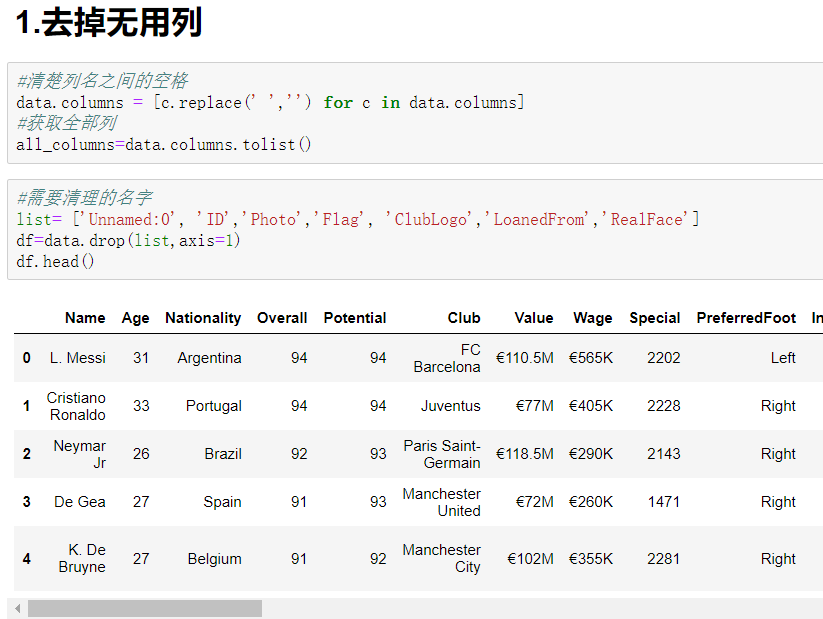 1.去掉无用列
#清楚列名之间的空格
data.columns = [c.replace(' ','') for c in data.columns]
#获取全部列
all_columns=data.columns.tolist()
#需要清理的名字
list= ['Unnamed:0', 'ID','Photo','Flag', 'ClubLogo','LoanedFrom','RealFace']
df=data.drop(list,axis=1)
df.head()
Name Age Nationality Overall Potential Club Value Wage Special PreferredFoot In
0 L. Messi 31 Argentina 94 94 FC Barcelona €110.5M €565K 2202 Left
1 Cristiano Ronaldo 33 Portugal 94 94 Juventus €77M €405K 2228 Right
2 Neymar Jr 26 Brazil 92 93 Paris Saint-Germain €118.5M €290K 2143 Right
3 De Gea 27 Spain 91 93 Manchester United €72M €260K 1471 Right
4 K. De Bruyne 27 Belgium 91 92 Manchester City €102M €355K 2281 Right